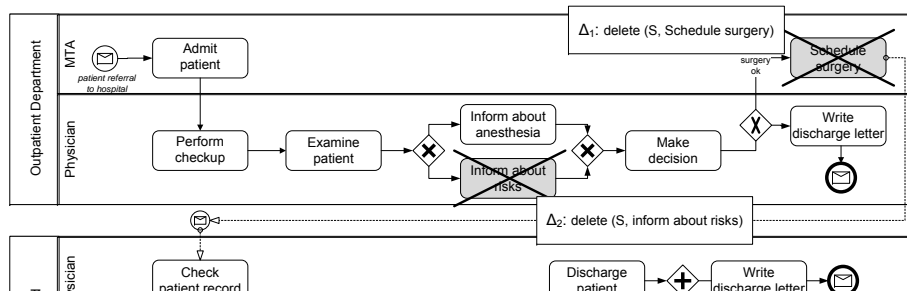 Δ1: delete (S, Schedule surgery)
Outpatient Department
MTA
patient referral
to hospital
Admit
patient
surgery
ok
Schedule
surgery
Physician
Perform
checkup
Examine
patient
Inform about
anesthesia
Inform about
risks
Make
decision
Write
discharge letter
Δ2: delete (S, inform about risks)
Check
patient record
Discharge
patient
Write
discharge letter